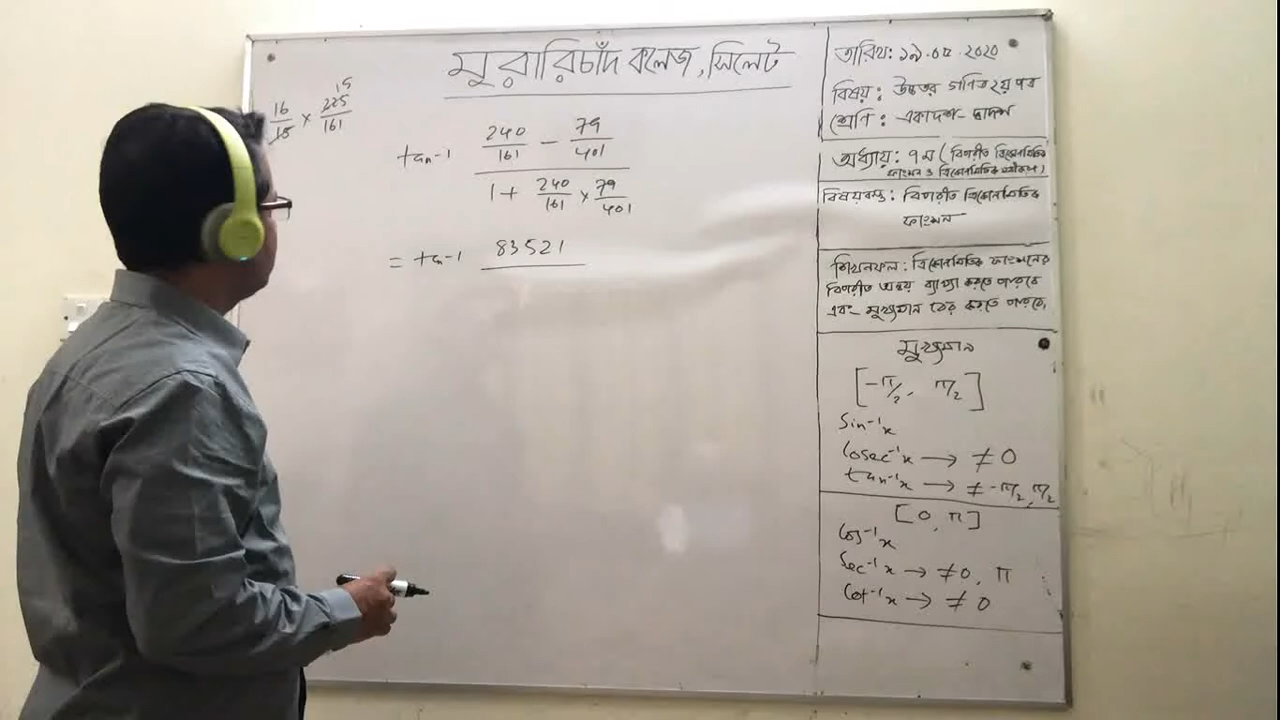 মুরারিচাঁদ কলেজ, সিলেট
16/15 × 225/161
15
tan-1 (240/161 - 79/401) / (1 + 240/161 × 79/401)
= tan-1 83521
তারিখ: ১৯.০৫.২০২০
বিষয়: উচ্চতর গণিত ২য় পত্র
শ্রেণি: একাদশ-দ্বাদশ
অধ্যায়: ৭ম (বিপরীত ত্রিকোণমিতিক
ফাংশন ও ত্রিকোণমিতিক সমীকরণ)
বিষয়বস্তু: বিপরীত ত্রিকোণমিতিক
ফাংশন
শিখনফল: ত্রিকোণমিতিক ফাংশনের
বিপরীত অন্বয় ব্যাখ্যা করতে পারবে
এবং মুখ্যমান বের করতে পারবে।
মুখ্যমান
[-π/2, π/2]
Sin⁻¹x
Cosec⁻¹x → ≠ 0
tan⁻¹x → ≠ -π/2, π/2
[0, π]
Cos⁻¹x
Sec⁻¹x → ≠ 0, π
Cot⁻¹x → ≠ 0